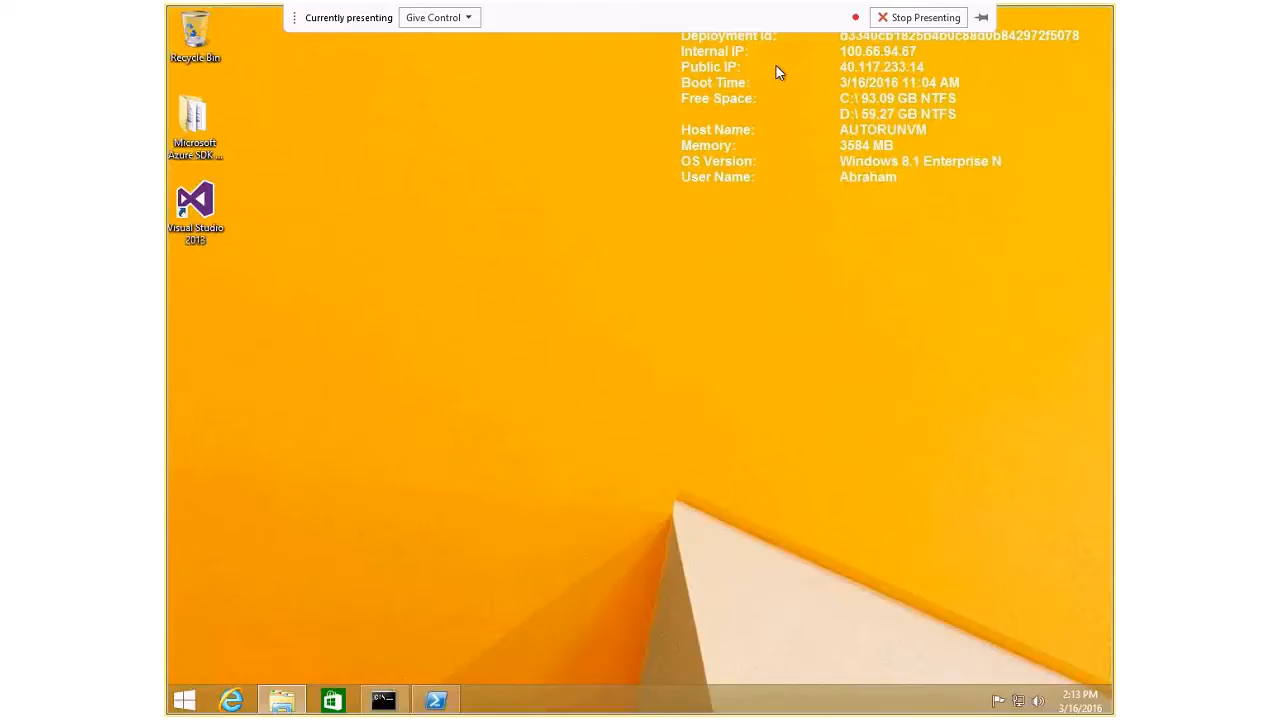 Currently presenting
Give Control
Stop Presenting
Recycle Bin
Microsoft
Azure SDK ...
Visual Studio
2013
Deployment Id: d3340cb1825b4b0c88d0b842972f5078
Internal IP: 100.66.94.67
Public IP: 40.117.233.14
Boot Time: 3/16/2016 11:04 AM
Free Space: C:\ 93.09 GB NTFS
D:\ 59.27 GB NTFS
Host Name: AUTORUNVM
Memory: 3584 MB
OS Version: Windows 8.1 Enterprise N
User Name: Abraham
2:13 PM
3/16/2016